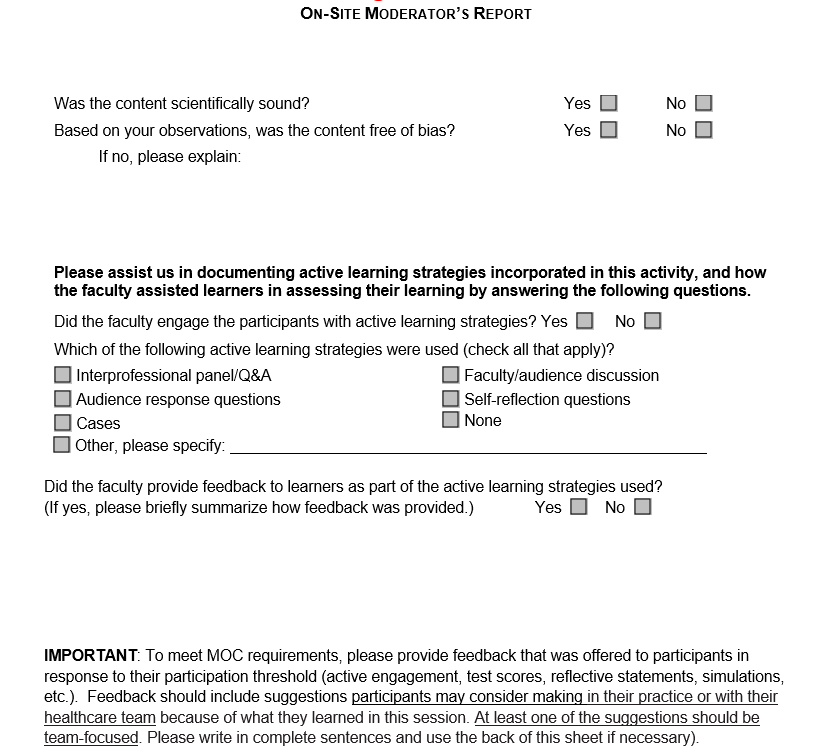 ON-SITE MODERATOR'S REPORT
Was the content scientifically sound? Yes No
Based on your observations, was the content free of bias? Yes No
If no, please explain:
Please assist us in documenting active learning strategies incorporated in this activity, and how
the faculty assisted learners in assessing their learning by answering the following questions.
Did the faculty engage the participants with active learning strategies? Yes No
Which of the following active learning strategies were used (check all that apply)?
Interprofessional panel/Q&A Faculty/audience discussion
Audience response questions Self-reflection questions
Cases None
Other, please specify:
Did the faculty provide feedback to learners as part of the active learning strategies used?
(If yes, please briefly summarize how feedback was provided.) Yes No
IMPORTANT: To meet MOC requirements, please provide feedback that was offered to participants in
response to their participation threshold (active engagement, test scores, reflective statements, simulations,
etc.). Feedback should include suggestions participants may consider making in their practice or with their
healthcare team because of what they learned in this session. At least one of the suggestions should be
team-focused. Please write in complete sentences and use the back of this sheet if necessary).